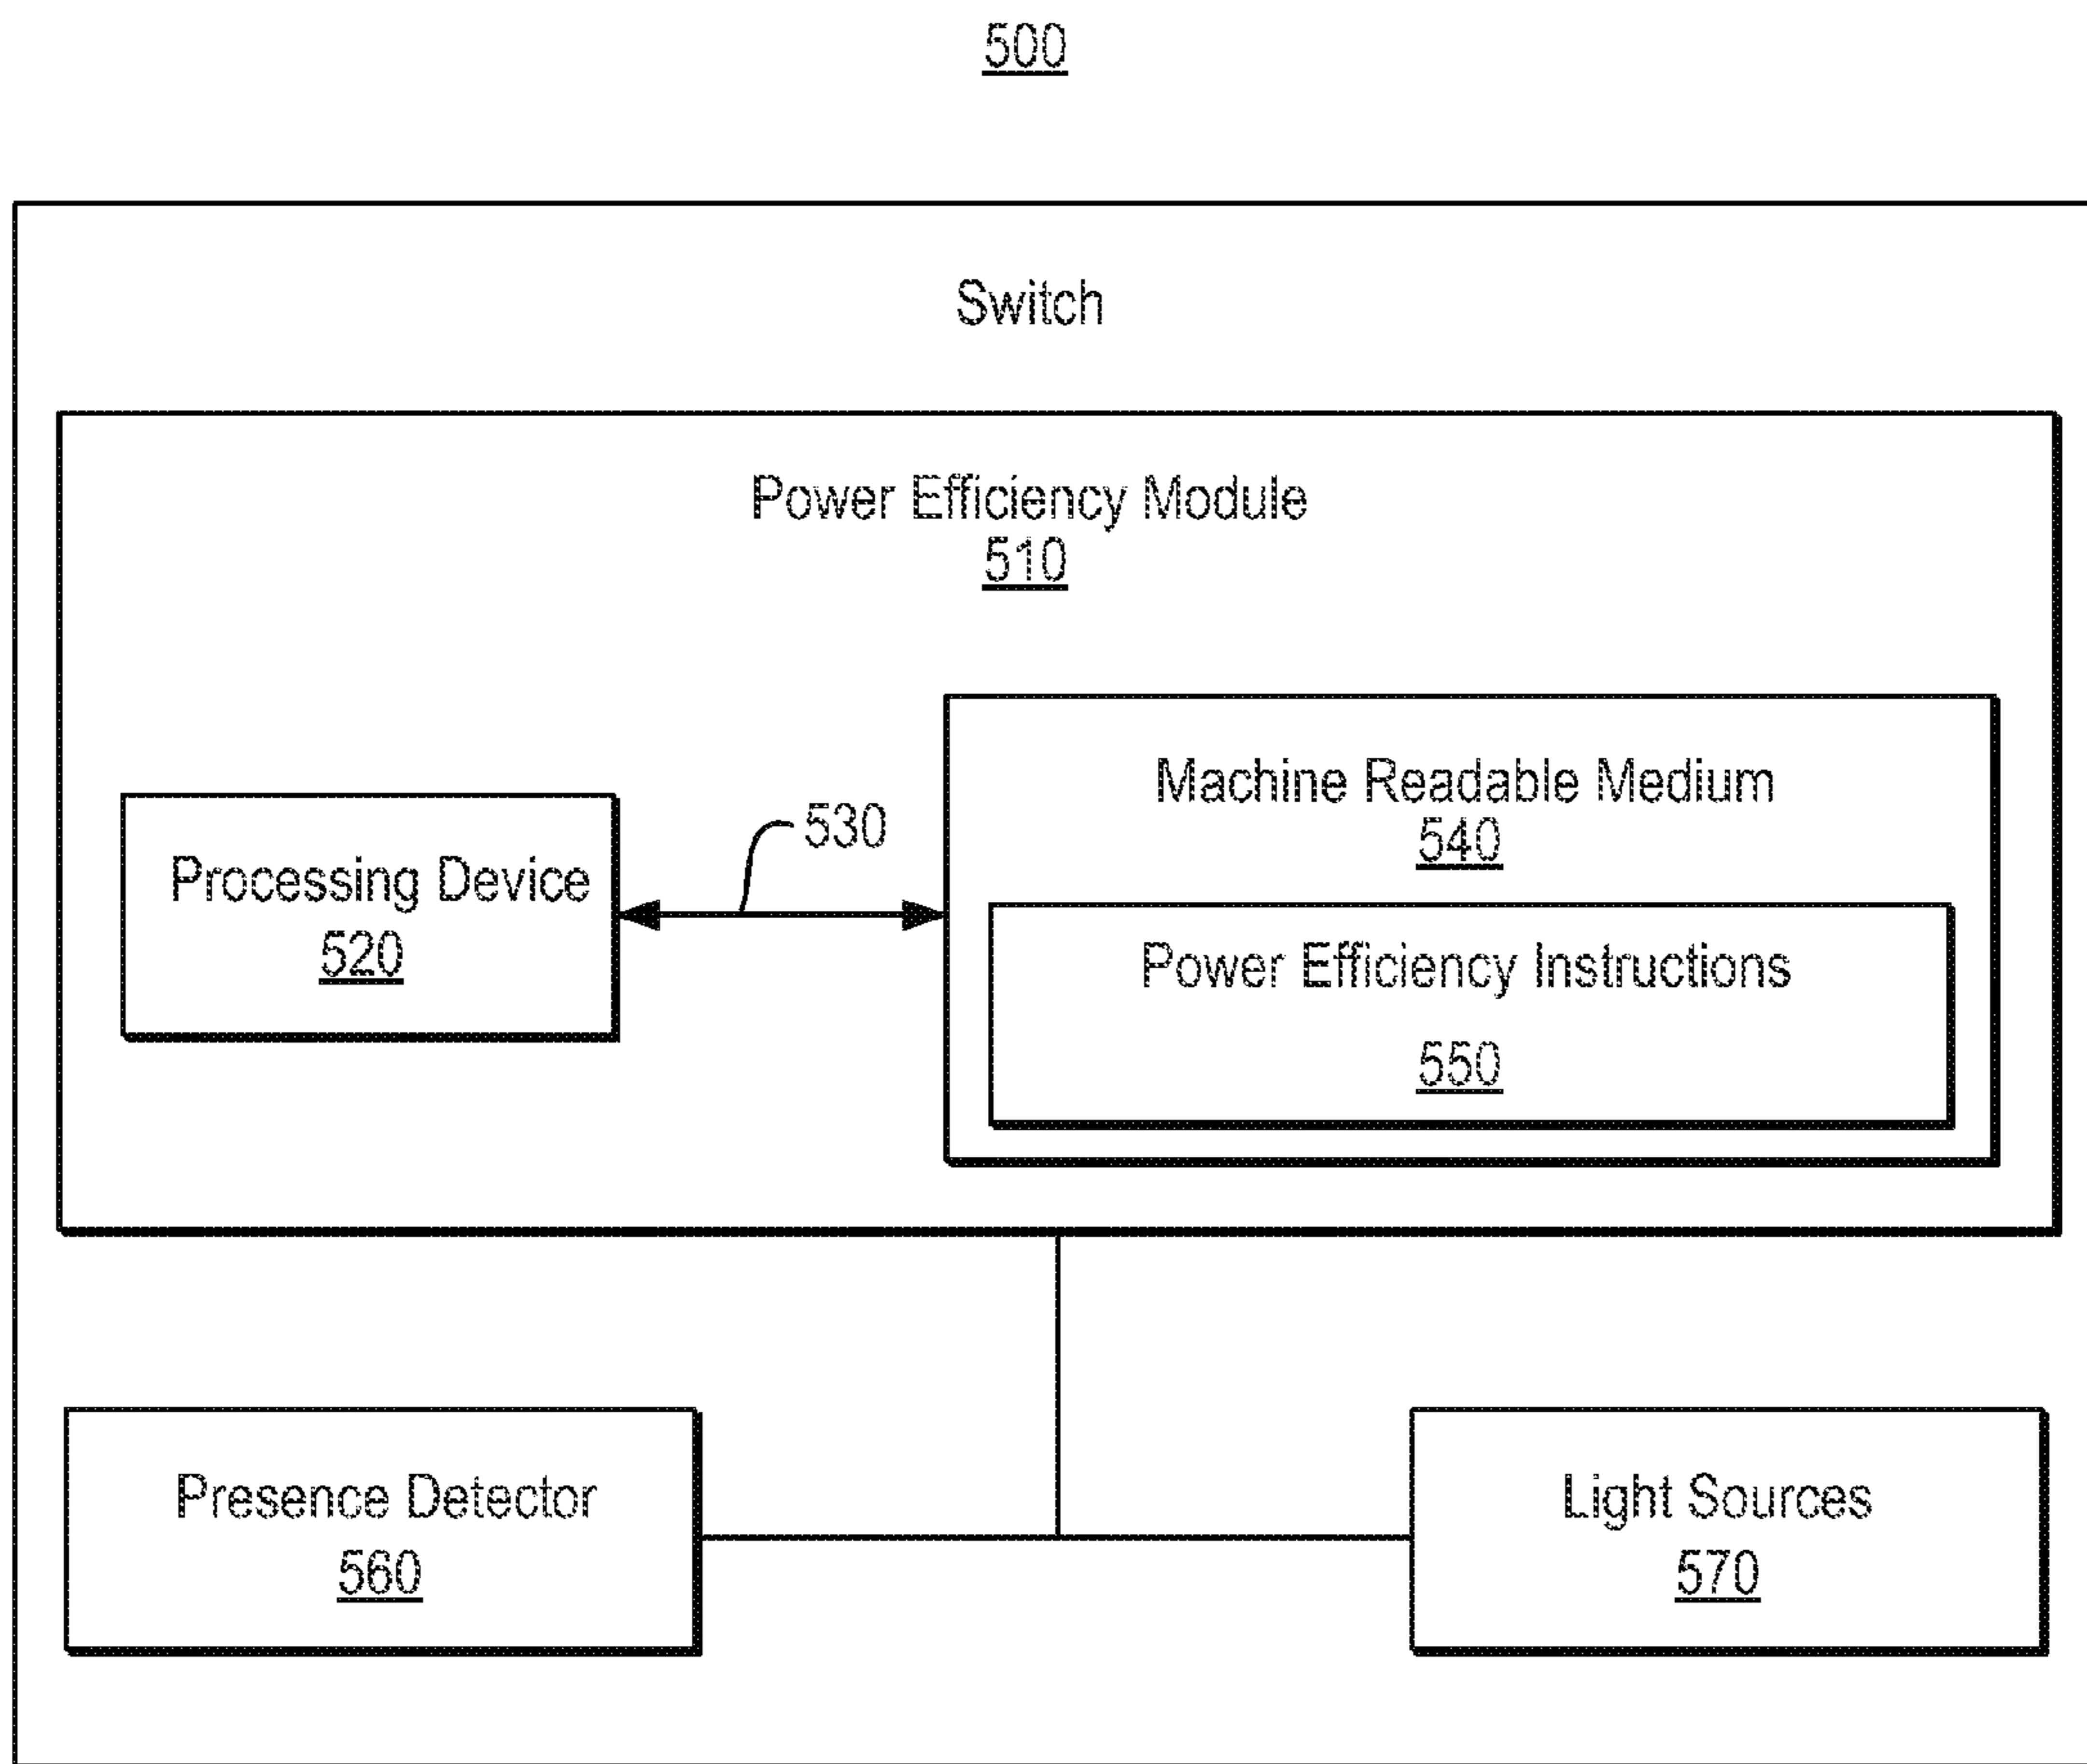 500
Switch
Power Efficiency Module
510
Machine Readable Medium
540
530
Processing Device
520
Power Efficiency Instructions
550
Presence Detector
560
Light Sources
570